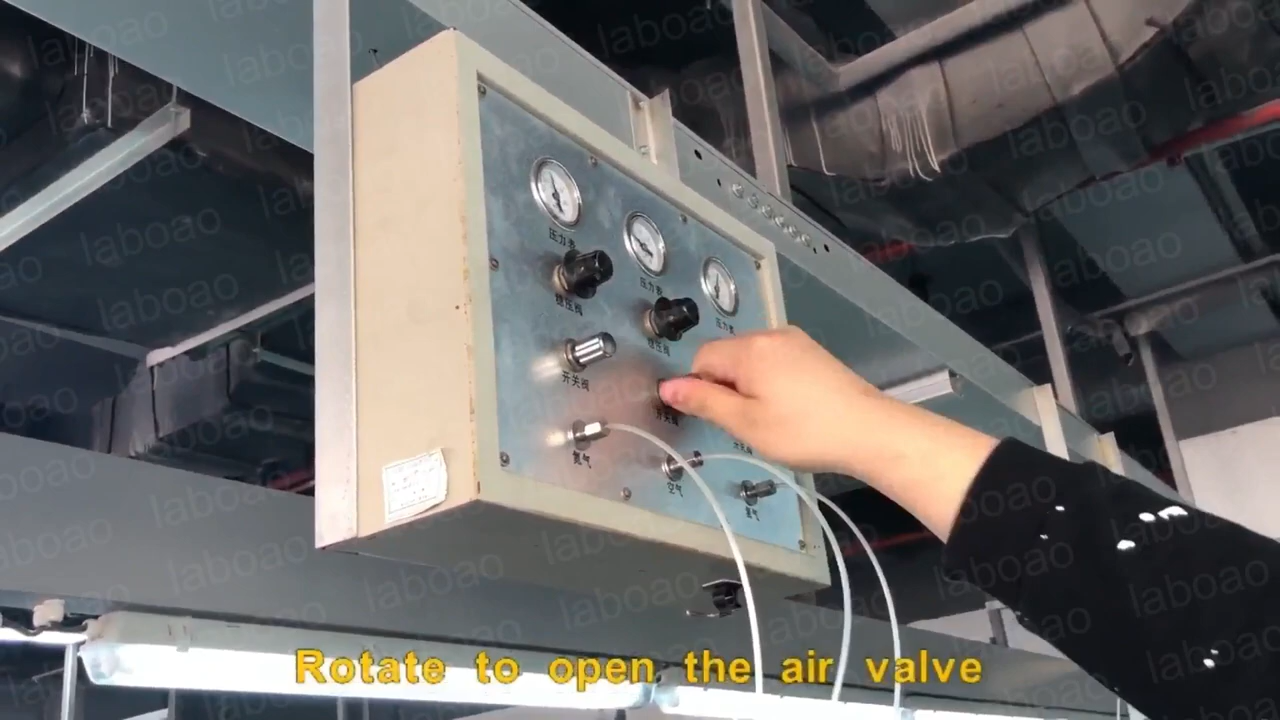 压力表
压力表
压力表
稳压阀
稳压阀
开关阀
开关阀
氮气
空气
氢气
Rotate to open the air valve
laboao